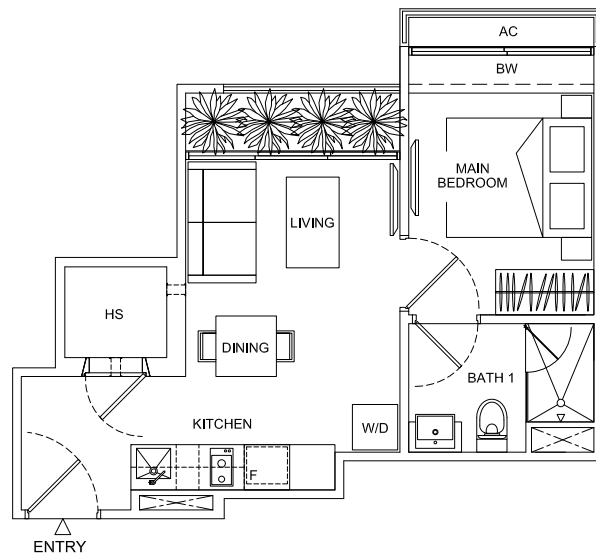 AC
BW
MAIN
BEDROOM
LIVING
HS
DINING
BATH 1
KITCHEN
W/D
F
ENTRY